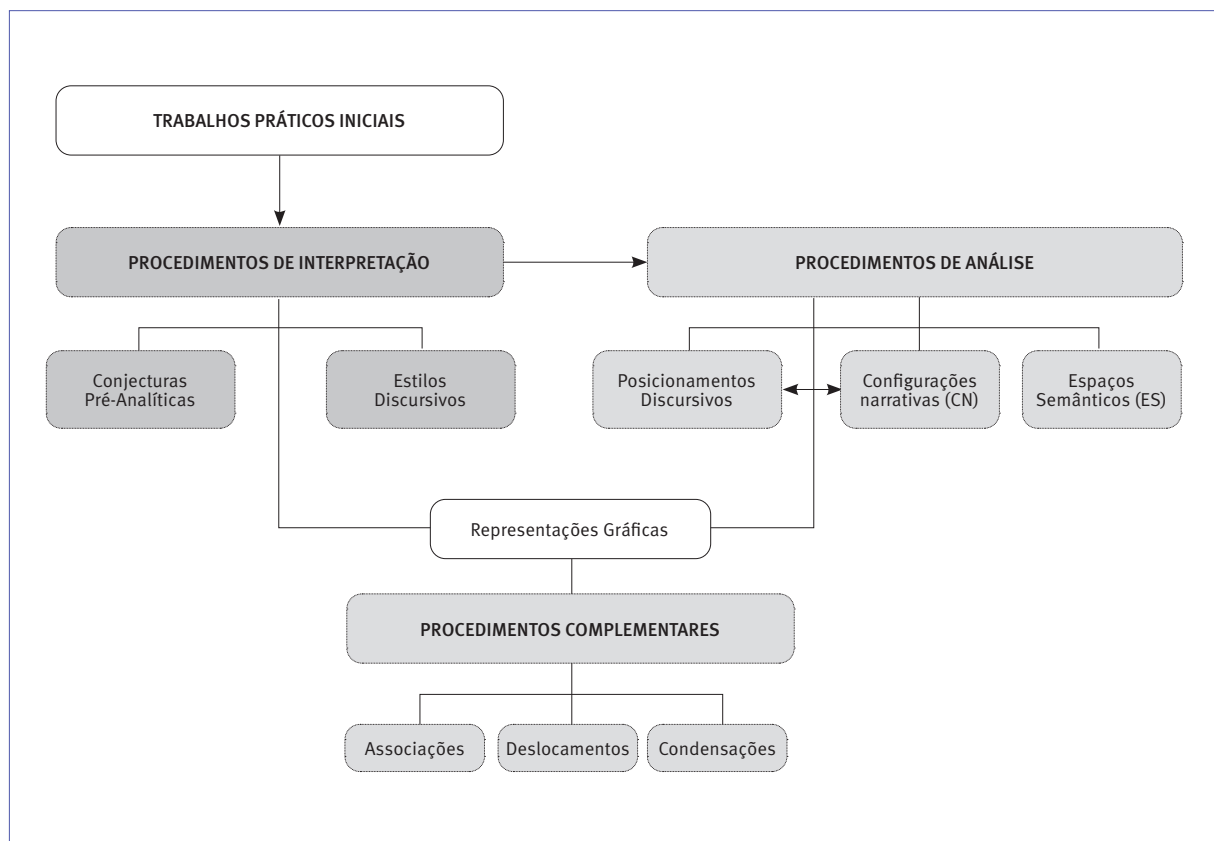 TRABALHOS PRÁTICOS INICIAIS
PROCEDIMENTOS DE INTERPRETAÇÃO
PROCEDIMENTOS DE ANÁLISE
Conjecturas
Pré-Analíticas
Estilos
Discursivos
Posicionamentos
Discursivos
Configurações
narrativas (CN)
Espaços
Semânticos (ES)
Representações Gráficas
PROCEDIMENTOS COMPLEMENTARES
Associações
Deslocamentos
Condensações